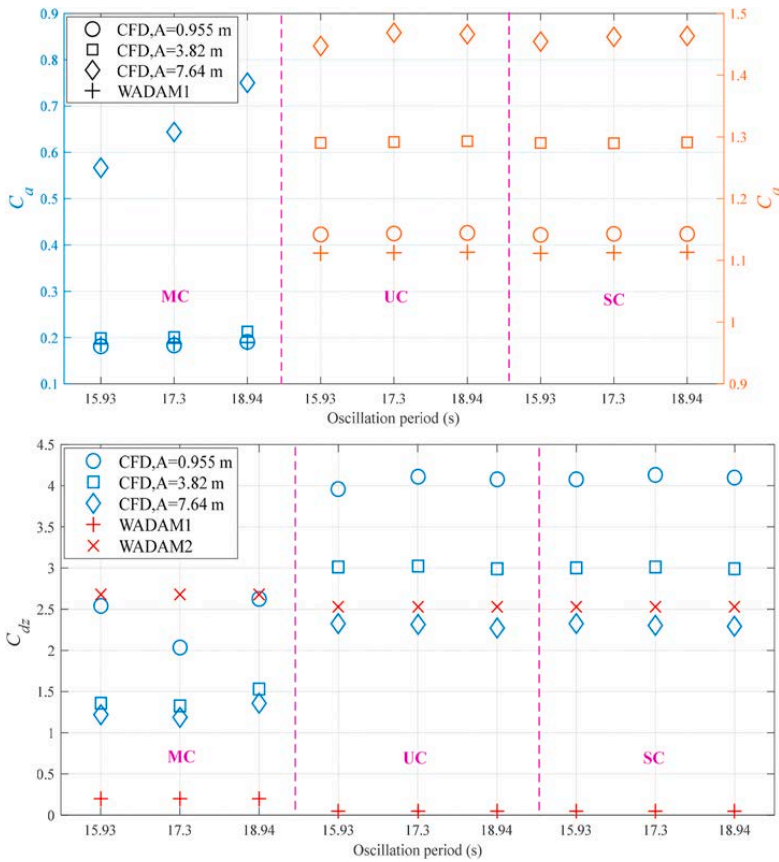 CFD,A=0.955 m
CFD,A=3.82 m
CFD,A=7.64 m
WADAM1
0.9
0.8
0.7
0.6
0.5
0.4
0.3
0.2
0.1
C_a
1.5
1.4
1.3
1.2
1.1
1
0.9
C_a
MC UC SC
15.93 17.3 18.94 15.93 17.3 18.94 15.93 17.3 18.94
Oscillation period (s)
CFD,A=0.955 m
CFD,A=3.82 m
CFD,A=7.64 m
WADAM1
WADAM2
4.5
4
3.5
3
2.5
2
1.5
1
0.5
0
C_dz
MC UC SC
15.93 17.3 18.94 15.93 17.3 18.94 15.93 17.3 18.94
Oscillation period (s)